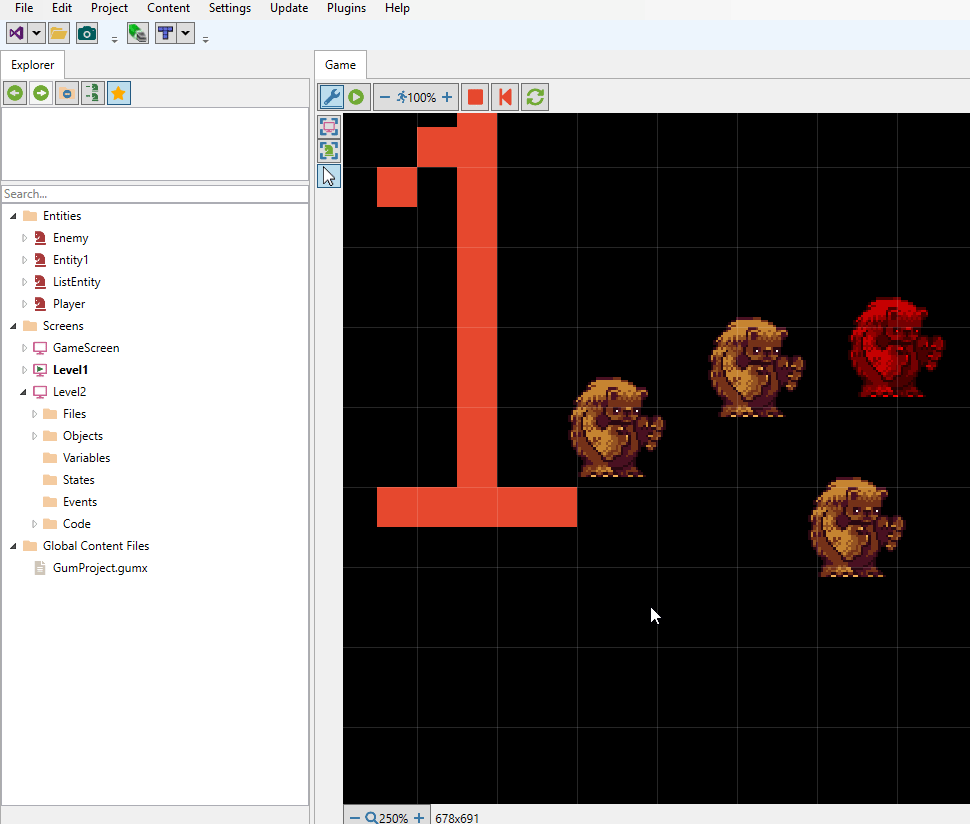 File Edit Project Content Settings Update Plugins Help
Explorer
Game
100%
Search...
Entities
Enemy
Entity1
ListEntity
Player
Screens
GameScreen
Level1
Level2
Files
Objects
Variables
States
Events
Code
Global Content Files
GumProject.gumx
1
250% 678x691